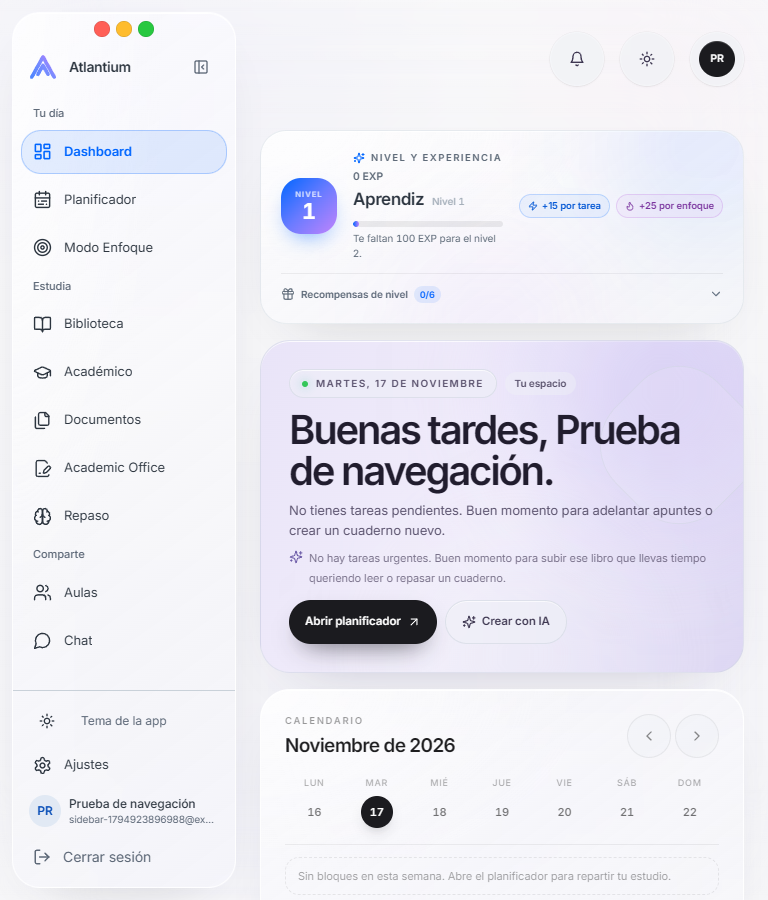 Atlantium
Tu día
Dashboard
Planificador
Modo Enfoque
Estudia
Biblioteca
Académico
Documentos
Academic Office
Repaso
Comparte
Aulas
Chat
Tema de la app
Ajustes
PR
Prueba de navegación
sidebar-1794923896988@ex...
Cerrar sesión
PR
NIVEL
1
NIVEL Y EXPERIENCIA
0 EXP
Aprendiz Nivel 1
Te faltan 100 EXP para el nivel
2.
+15 por tarea
+25 por enfoque
Recompensas de nivel 0/6
MARTES, 17 DE NOVIEMBRE
Tu espacio
Buenas tardes, Prueba
de navegación.
No tienes tareas pendientes. Buen momento para adelantar apuntes o
crear un cuaderno nuevo.
No hay tareas urgentes. Buen momento para subir ese libro que llevas tiempo
queriendo leer o repasar un cuaderno.
Abrir planificador
Crear con IA
CALENDARIO
Noviembre de 2026
LUN MAR MIÉ JUE VIE SÁB DOM
16 17 18 19 20 21 22
Sin bloques en esta semana. Abre el planificador para repartir tu estudio.